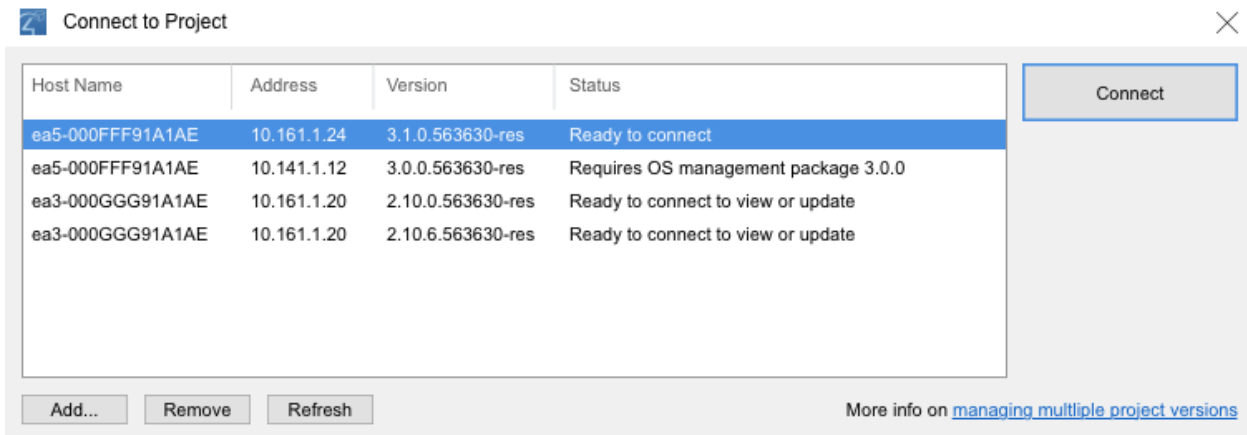 Connect to Project
Host Name Address Version Status
Connect
ea5-000FFF91A1AE 10.161.1.24 3.1.0.563630-res Ready to connect
ea5-000FFF91A1AE 10.141.1.12 3.0.0.563630-res Requires OS management package 3.0.0
ea3-000GGG91A1AE 10.161.1.20 2.10.0.563630-res Ready to connect to view or update
ea3-000GGG91A1AE 10.161.1.20 2.10.6.563630-res Ready to connect to view or update
Add... Remove Refresh More info on managing multliple project versions